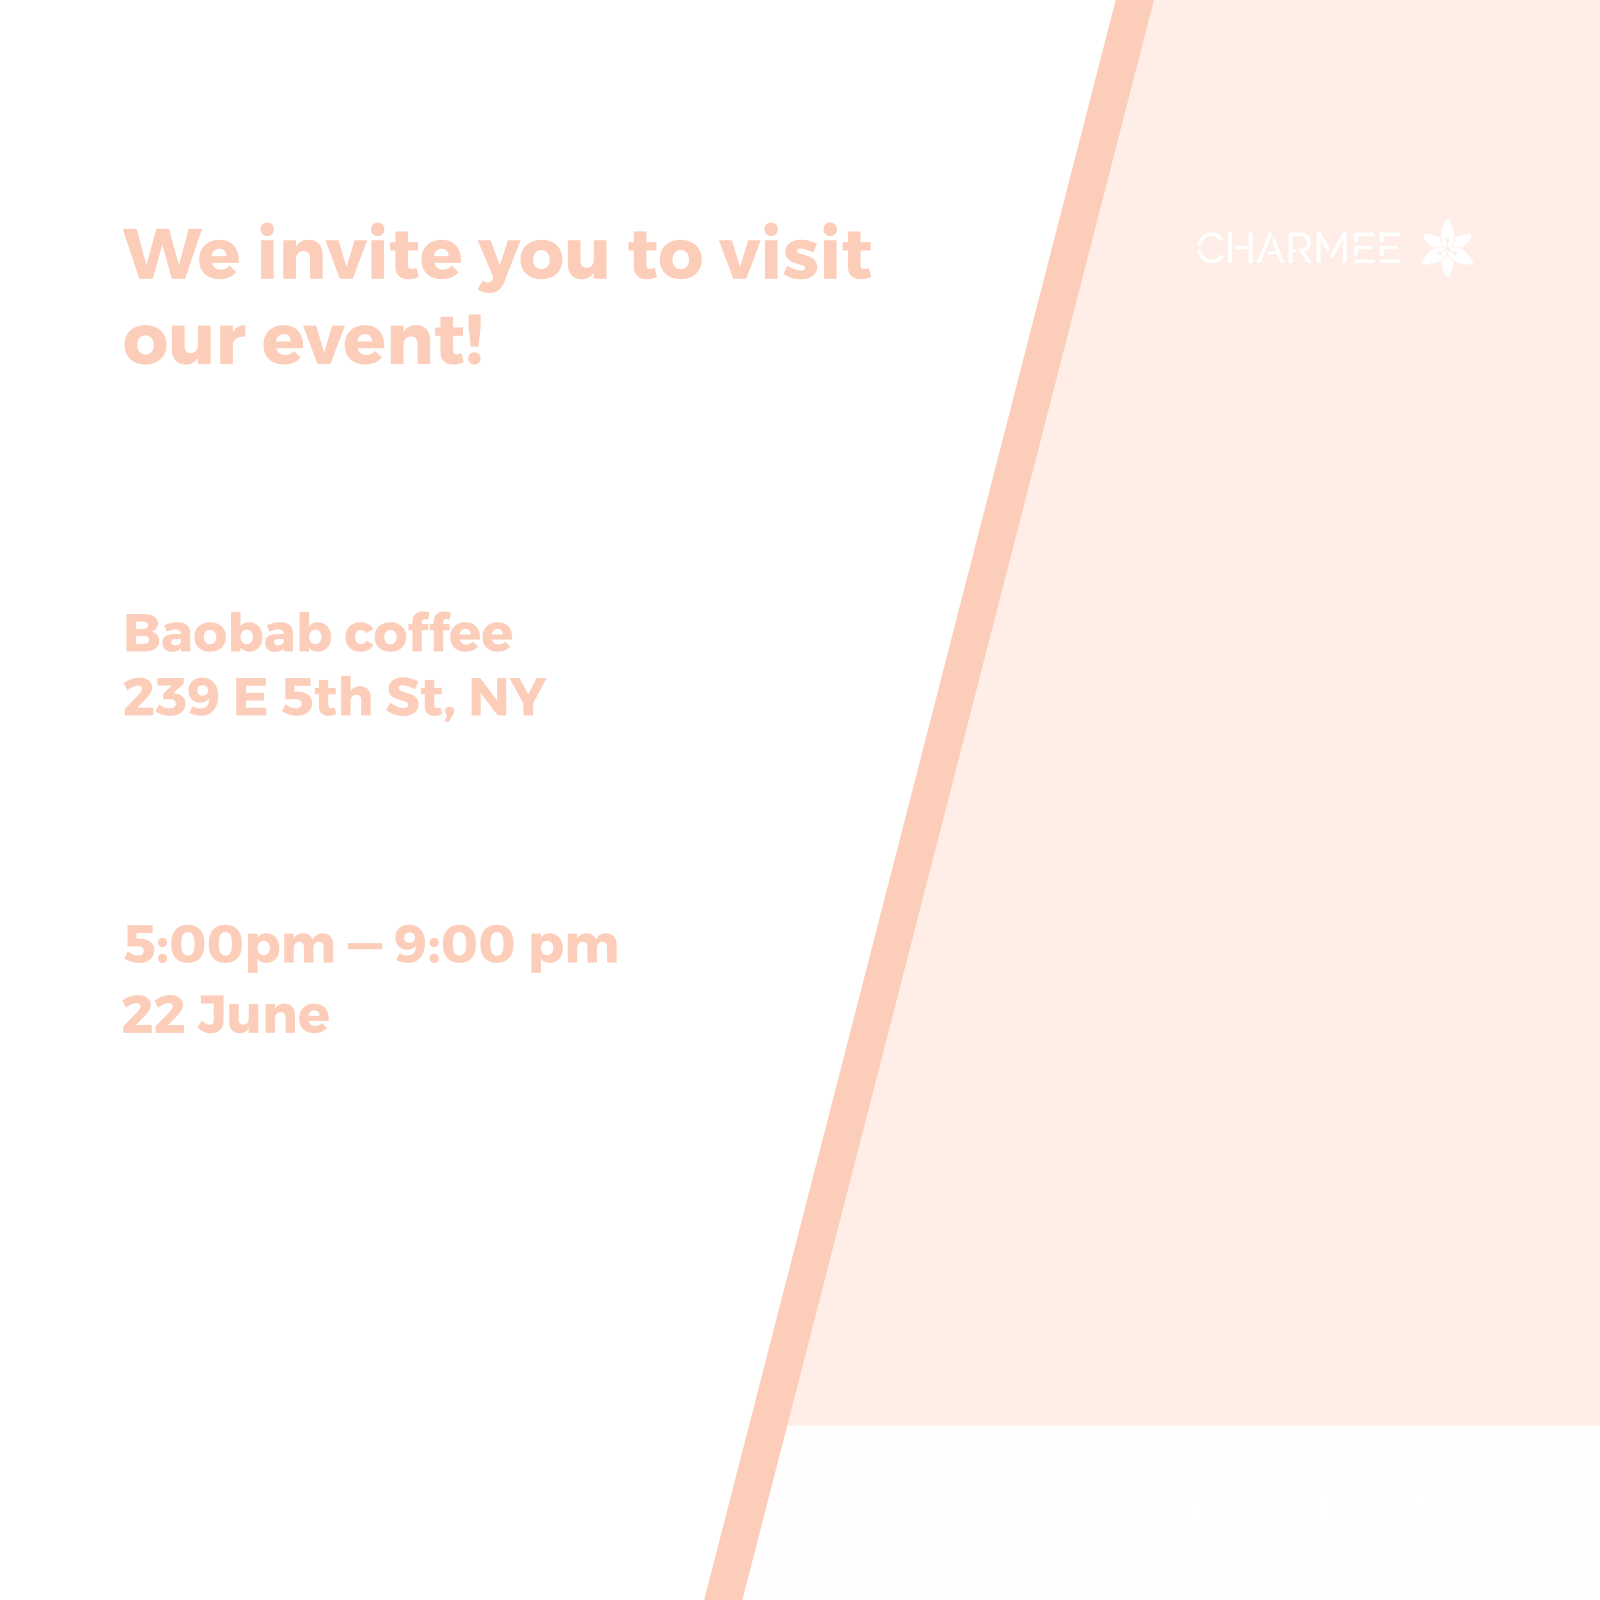 We invite you to visit
our event!
CHARMEE
Baobab coffee
239 E 5th St, NY
5:00pm — 9:00 pm
22 June